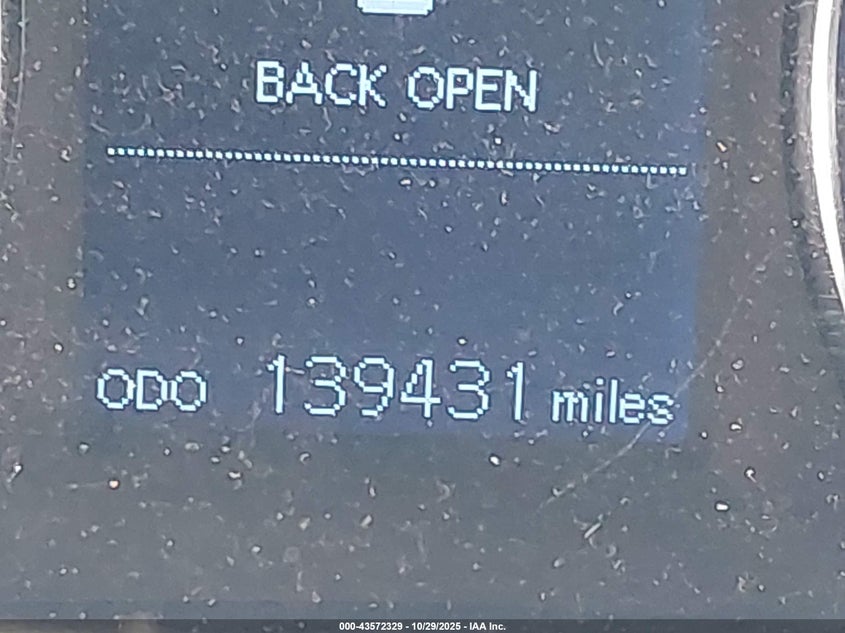 BACK OPEN
ODO 139431 miles
000-43572329 - 10/29/2025 - IAA Inc.